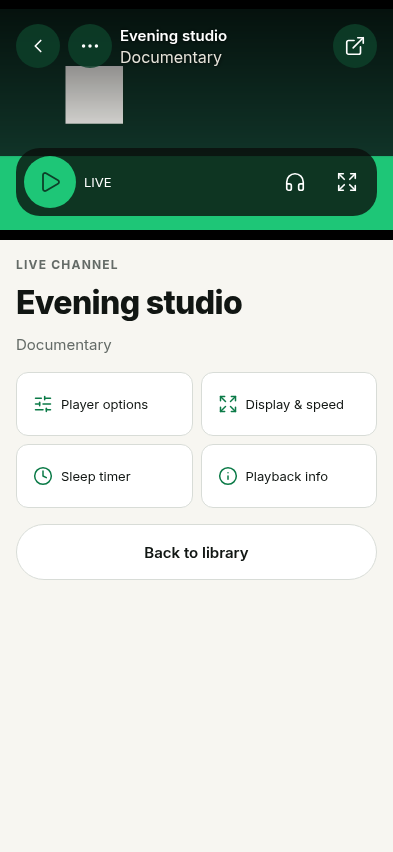 Evening studio
Documentary
LIVE
LIVE CHANNEL
Evening studio
Documentary
Player options
Display & speed
Sleep timer
Playback info
Back to library